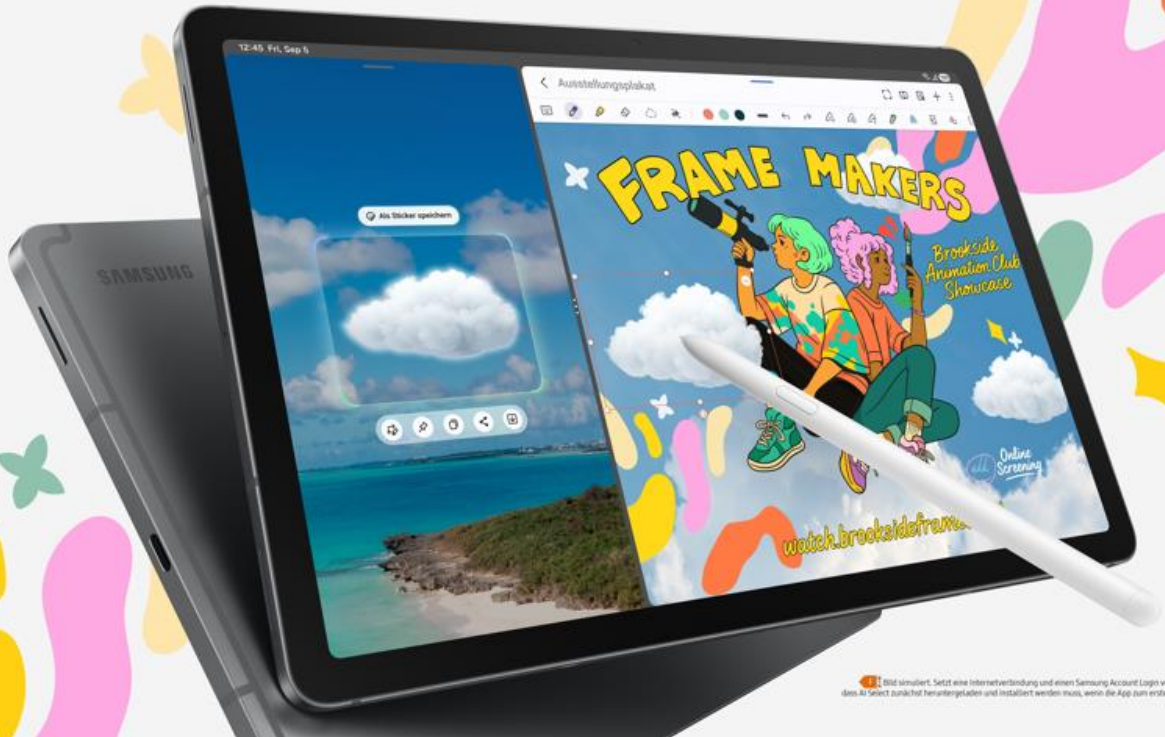 12:45 Fri, Sep 5
Ausstellungsplakat
SAMSUNG
Als Sticker speichern
FRAME MAKERS
Brookside
Animation Club
Showcase
Online
Screening
watch.brooksideframe
F
Bild simuliert. Setzt eine Internetverbindung und einen Samsung Account Login v
dass AI Select zunächst heruntergeladen und installiert werden muss, wenn die App zum erste